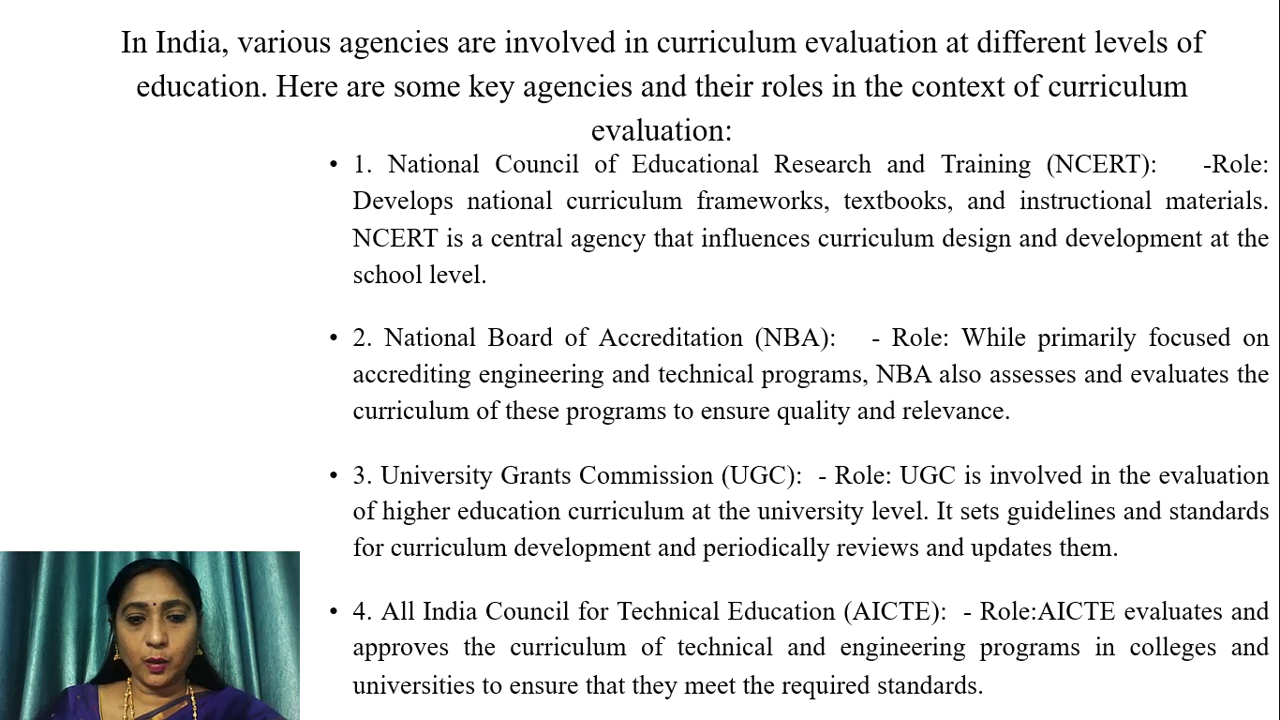 In India, various agencies are involved in curriculum evaluation at different levels of
education. Here are some key agencies and their roles in the context of curriculum
evaluation:
• 1. National Council of Educational Research and Training (NCERT): -Role:
Develops national curriculum frameworks, textbooks, and instructional materials.
NCERT is a central agency that influences curriculum design and development at the
school level.
• 2. National Board of Accreditation (NBA): - Role: While primarily focused on
accrediting engineering and technical programs, NBA also assesses and evaluates the
curriculum of these programs to ensure quality and relevance.
• 3. University Grants Commission (UGC): - Role: UGC is involved in the evaluation
of higher education curriculum at the university level. It sets guidelines and standards
for curriculum development and periodically reviews and updates them.
• 4. All India Council for Technical Education (AICTE): - Role:AICTE evaluates and
approves the curriculum of technical and engineering programs in colleges and
universities to ensure that they meet the required standards.